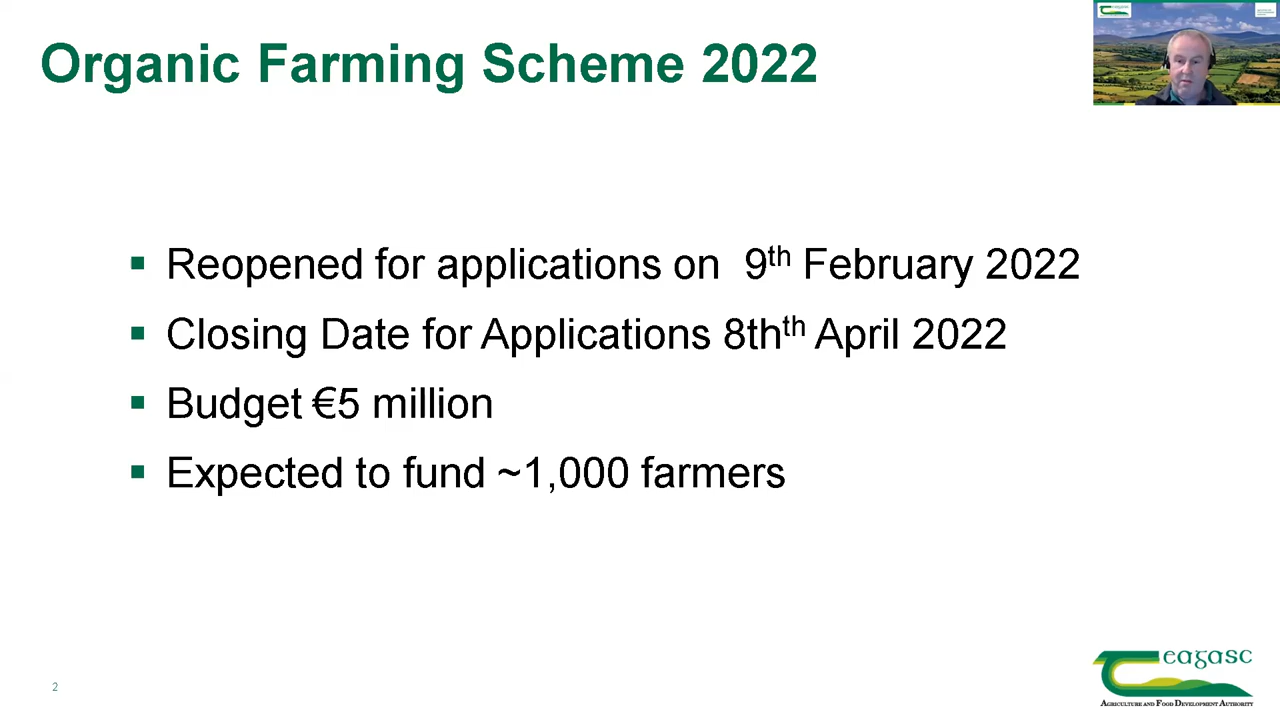 Organic Farming Scheme 2022
Reopened for applications on 9th February 2022
Closing Date for Applications 8thth April 2022
Budget €5 million
Expected to fund ~1,000 farmers
2
eagasc
AGRICULTURE AND FOOD DEVELOPMENT AUTHORITY